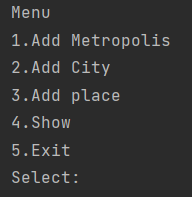 Menu
1.Add Metropolis
2.Add City
3.Add place
4.Show
5.Exit
Select: